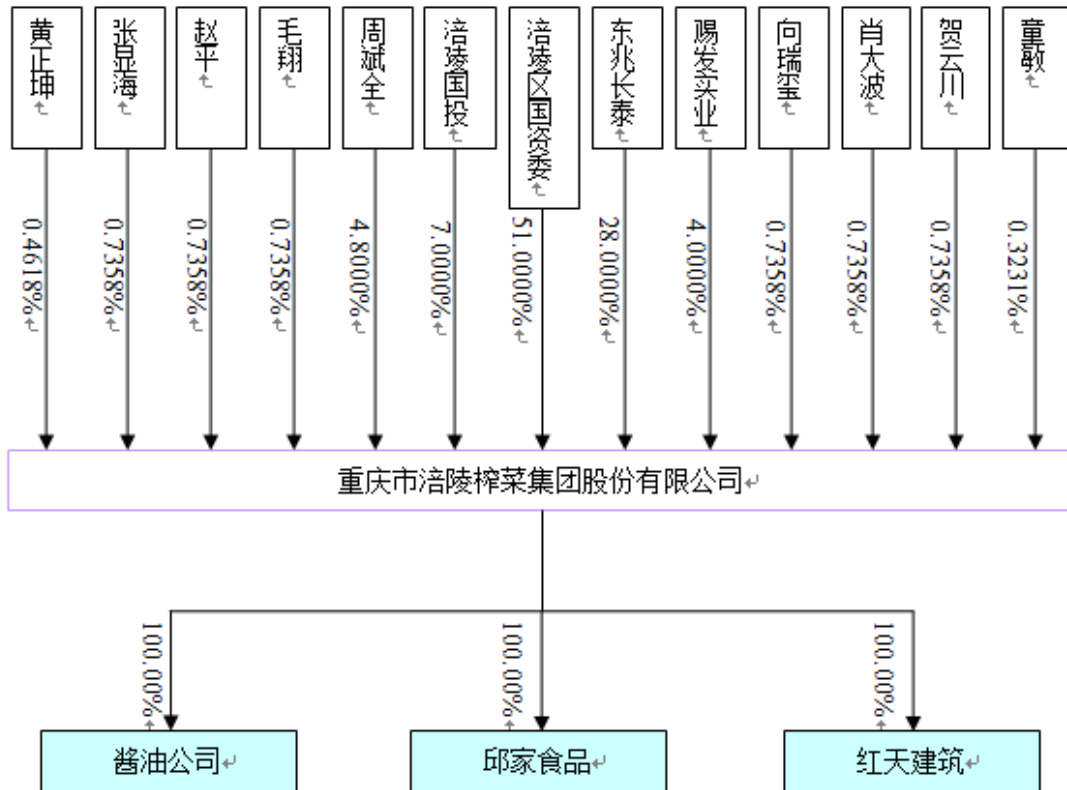 黄正坤
张显海
赵平
毛翔
周斌全
涪陵国投
涪陵区国资委
东兆长泰
赐发实业
向瑞玺
肖大波
贺云川
童敏
0.4618%
0.7358%
0.7358%
0.7358%
4.8000%
7.0000%
51.0000%
28.0000%
4.0000%
0.7358%
0.7358%
0.7358%
0.3231%
重庆市涪陵榨菜集团股份有限公司
100.00%
100.00%
100.00%
酱油公司
邱家食品
红天建筑